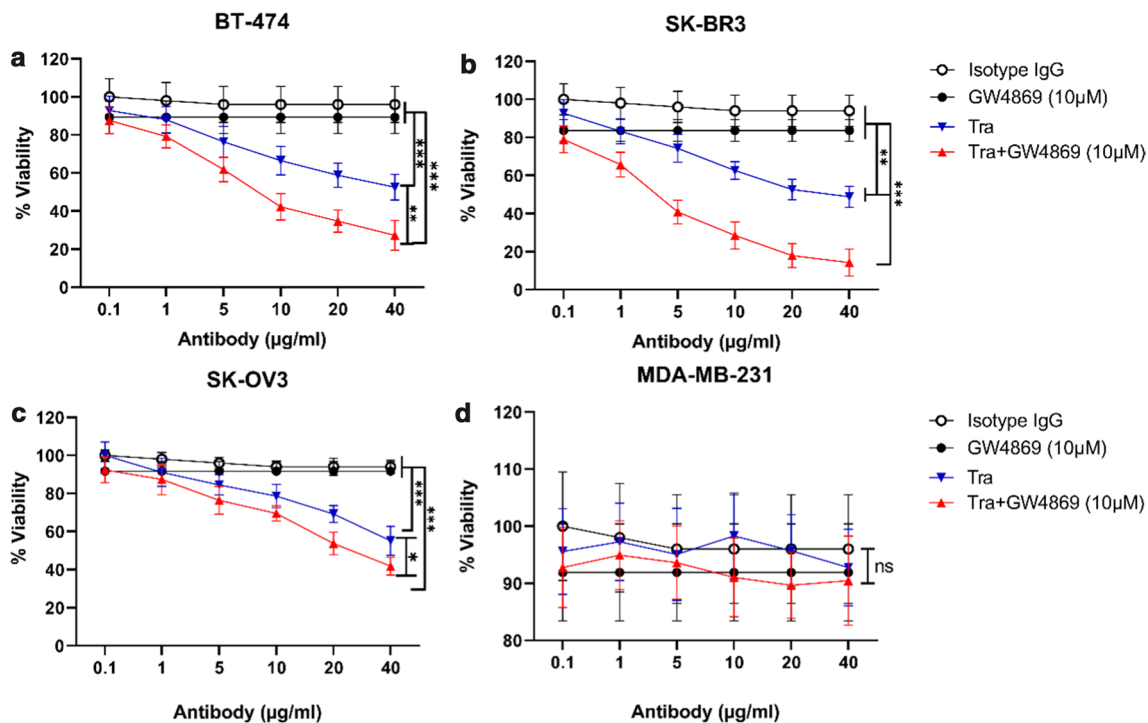 BT-474
a
120
100
80
60
40
20
0
% Viability
0.1 1 5 10 20 40
Antibody (µg/ml)
***
***
**
SK-BR3
b
120
100
80
60
40
20
0
% Viability
0.1 1 5 10 20 40
Antibody (µg/ml)
**
***
Isotype IgG
GW4869 (10µM)
Tra
Tra+GW4869 (10µM)
SK-OV3
c
120
100
80
60
40
20
0
% Viability
0.1 1 5 10 20 40
Antibody (µg/ml)
***
***
*
MDA-MB-231
d
120
110
100
90
80
% Viability
0.1 1 5 10 20 40
Antibody (µg/ml)
ns
Isotype IgG
GW4869 (10µM)
Tra
Tra+GW4869 (10µM)